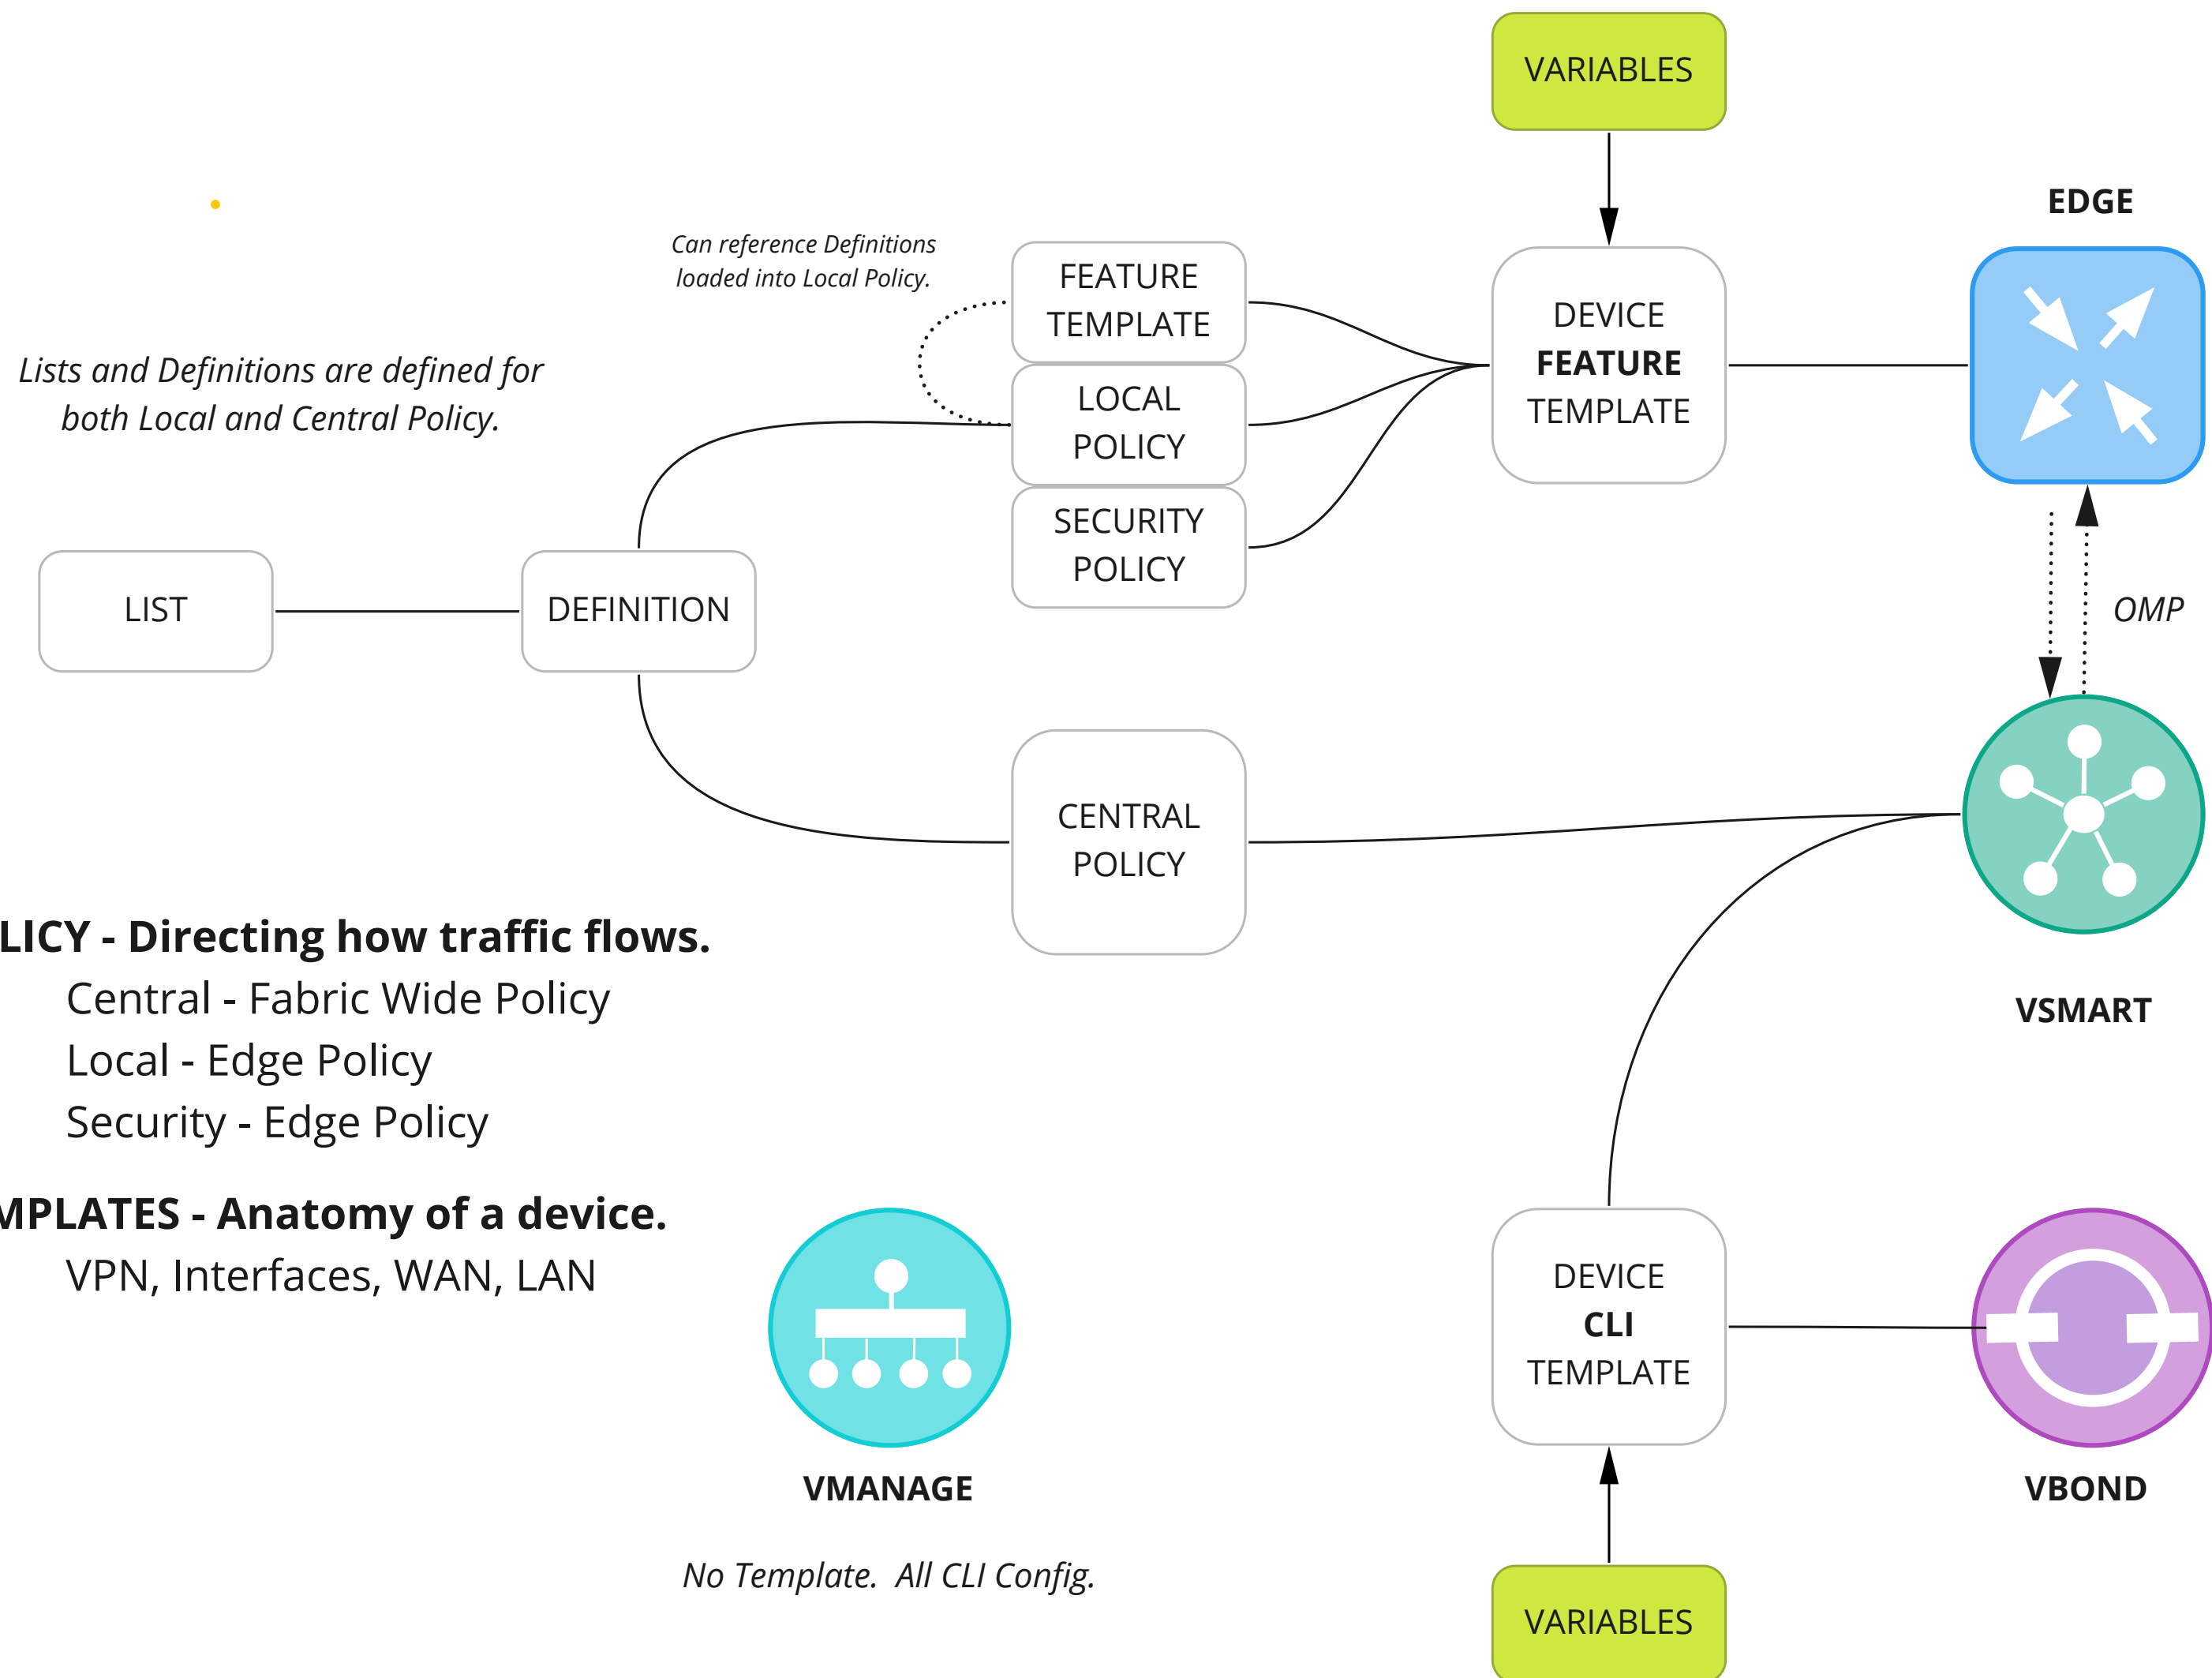 VARIABLES
EDGE
Can reference Definitions
loaded into Local Policy.
FEATURE
TEMPLATE
DEVICE
FEATURE
TEMPLATE
Lists and Definitions are defined for
both Local and Central Policy.
LOCAL
POLICY
SECURITY
POLICY
LIST
DEFINITION
OMP
CENTRAL
POLICY
LICY - Directing how traffic flows.
Central - Fabric Wide Policy
Local - Edge Policy
Security - Edge Policy
VSMART
MPLATES - Anatomy of a device.
VPN, Interfaces, WAN, LAN
DEVICE
CLI
TEMPLATE
VMANAGE
VBOND
No Template.  All CLI Config.
VARIABLES